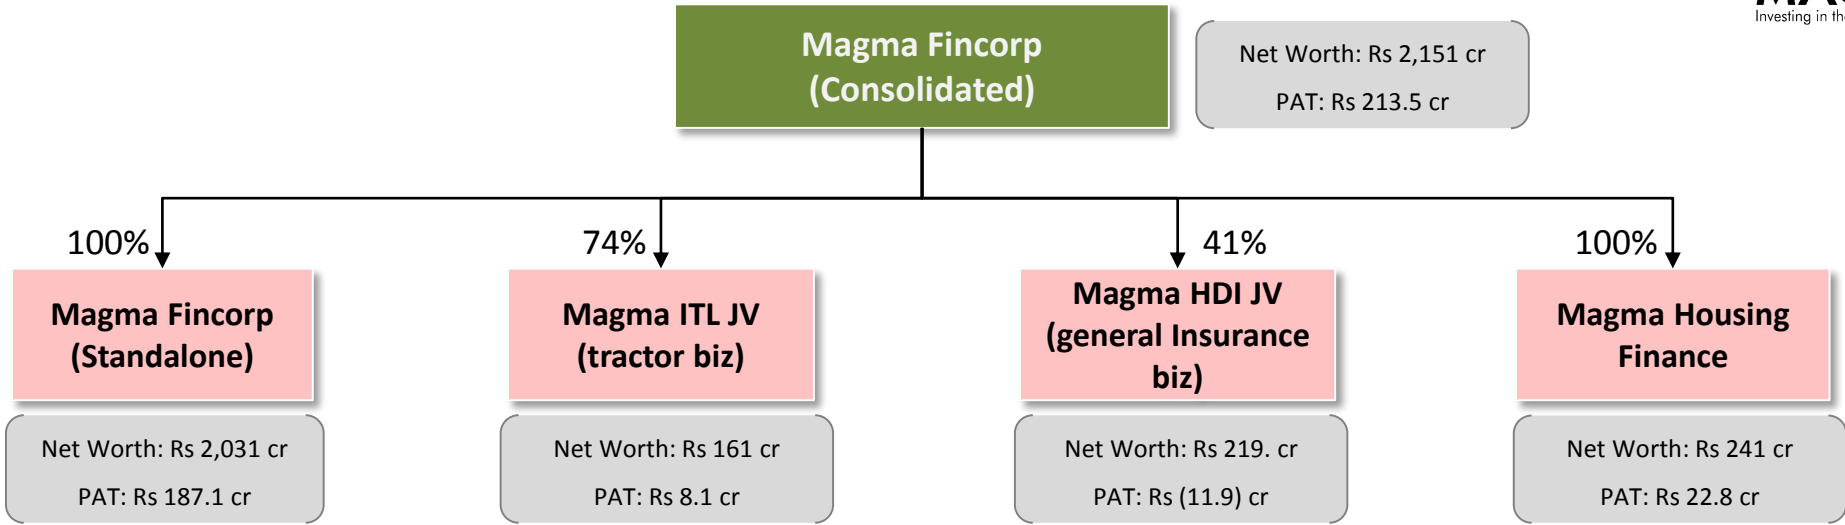 Investing in the
Magma Fincorp
(Consolidated)
Net Worth: Rs 2,151 cr
PAT: Rs 213.5 cr
100%
74%
41%
100%
Magma Fincorp
(Standalone)
Magma ITL JV
(tractor biz)
Magma HDI JV
(general Insurance
biz)
Magma Housing
Finance
Net Worth: Rs 2,031 cr
PAT: Rs 187.1 cr
Net Worth: Rs 161 cr
PAT: Rs 8.1 cr
Net Worth: Rs 219. cr
PAT: Rs (11.9) cr
Net Worth: Rs 241 cr
PAT: Rs 22.8 cr